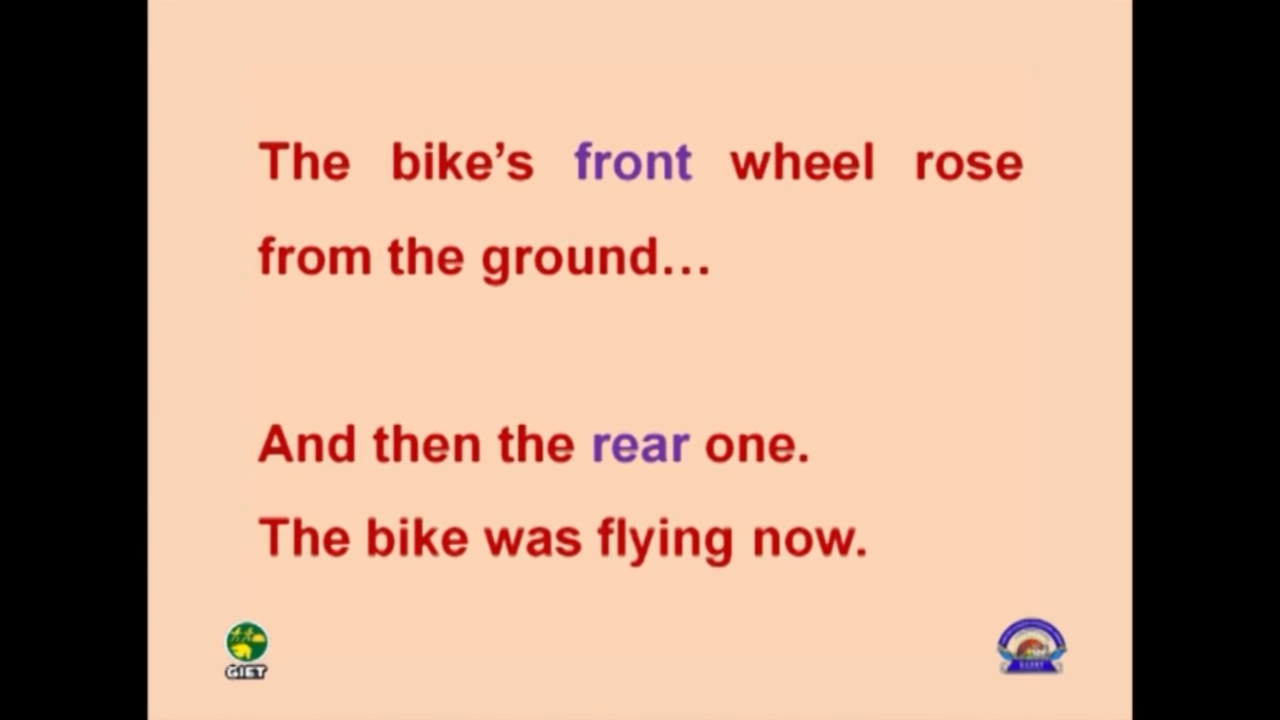 The bike's front wheel rose
from the ground...
And then the rear one.
The bike was flying now.
GIET